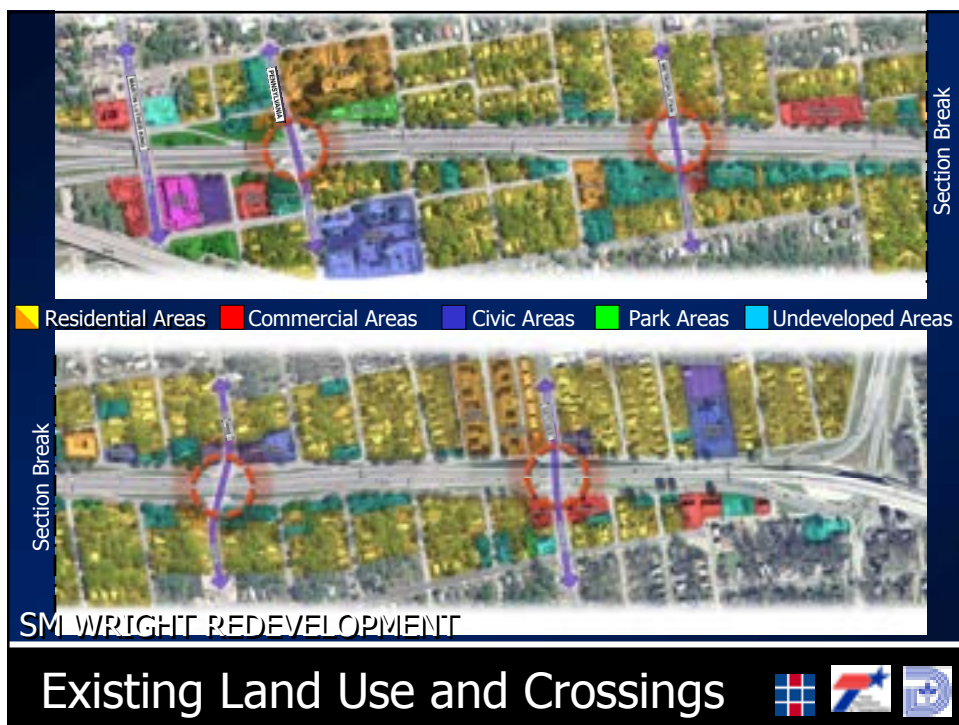 PENNSYLVANIA
Section Break
Residential Areas Commercial Areas Civic Areas Park Areas Undeveloped Areas
Section Break
SM WRIGHT REDEVELOPMENT
Existing Land Use and Crossings